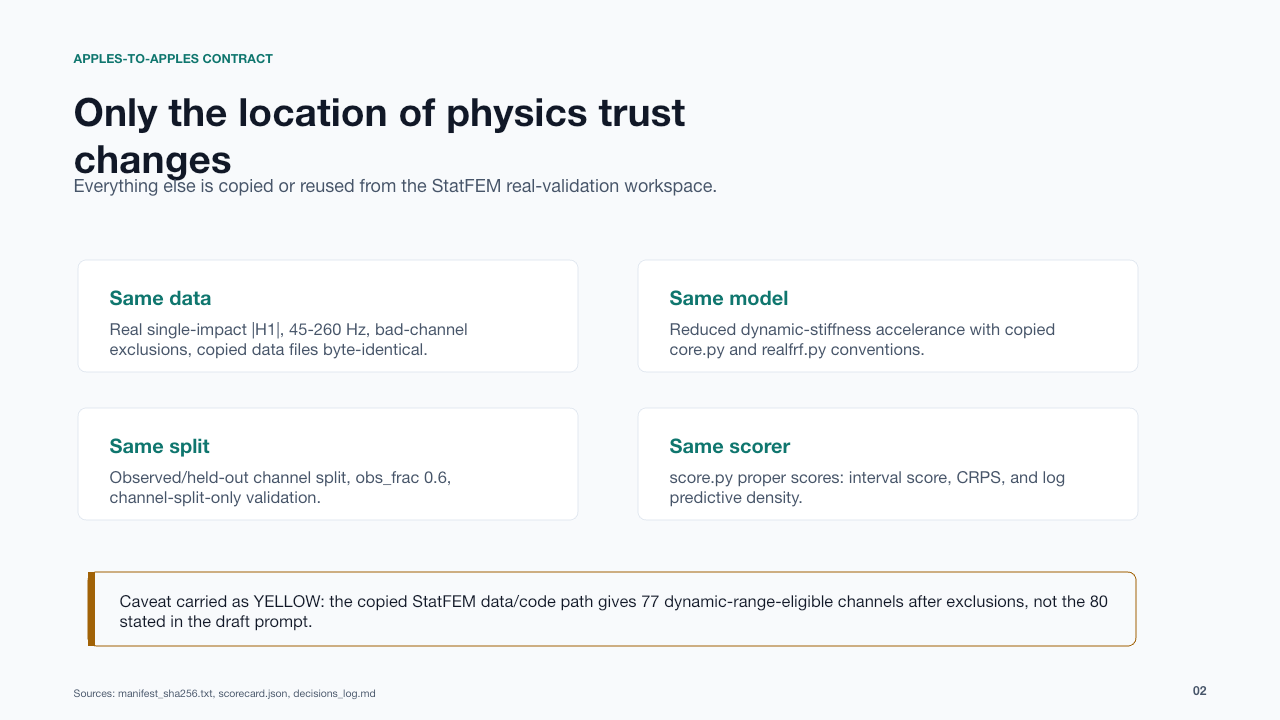 APPLES-TO-APPLES CONTRACT
Only the location of physics trust
changes
Everything else is copied or reused from the StatFEM real-validation workspace.
Same data
Real single-impact |H1|, 45-260 Hz, bad-channel
exclusions, copied data files byte-identical.
Same model
Reduced dynamic-stiffness accelerance with copied
core.py and realfrf.py conventions.
Same split
Observed/held-out channel split, obs_frac 0.6,
channel-split-only validation.
Same scorer
score.py proper scores: interval score, CRPS, and log
predictive density.
Caveat carried as YELLOW: the copied StatFEM data/code path gives 77 dynamic-range-eligible channels after exclusions, not the 80
stated in the draft prompt.
Sources: manifest_sha256.txt, scorecard.json, decisions_log.md
02